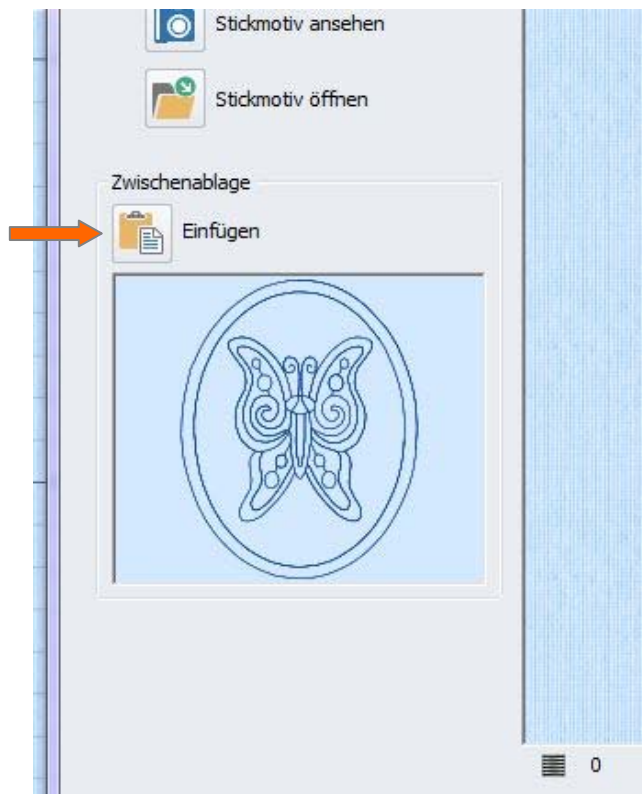 Stickmotiv ansehen
Stickmotiv öffnen
Zwischenablage
Einfügen
0